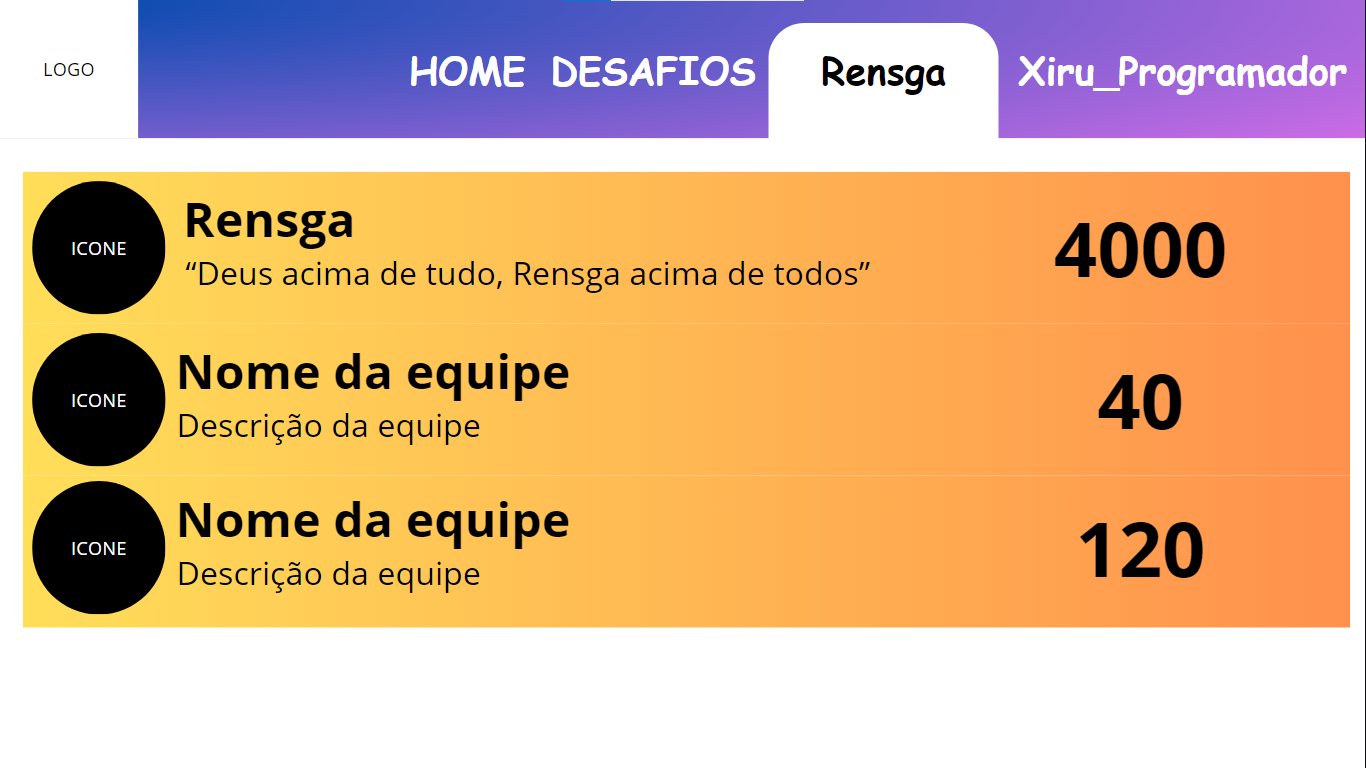 LOGO
HOME DESAFIOS Rensga Xiru_Programador
ICONE
Rensga
“Deus acima de tudo, Rensga acima de todos”
4000
ICONE
Nome da equipe
Descrição da equipe
40
ICONE
Nome da equipe
Descrição da equipe
120